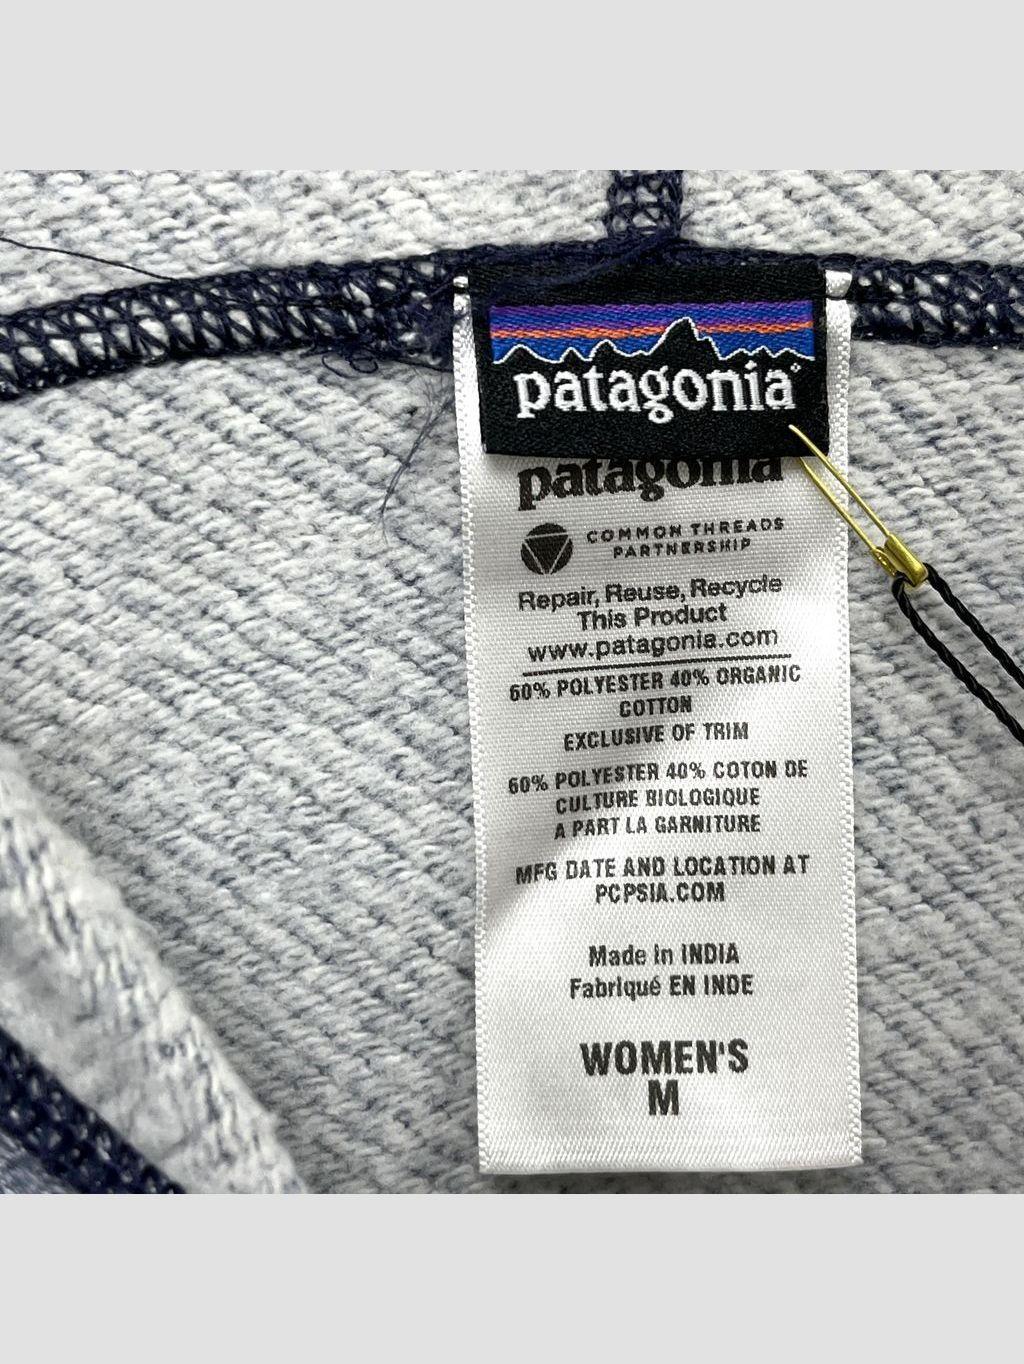 patagonia®
patagonia
COMMON THREADS
PARTNERSHIP
Repair, Reuse, Recycle
This Product
www.patagonia.com
60% POLYESTER 40% ORGANIC
COTTON
EXCLUSIVE OF TRIM
60% POLYESTER 40% COTON DE
CULTURE BIOLOGIQUE
A PART LA GARNITURE
MFG DATE AND LOCATION AT
PCPSIA.COM
Made in INDIA
Fabriqué EN INDE
WOMEN'S
M